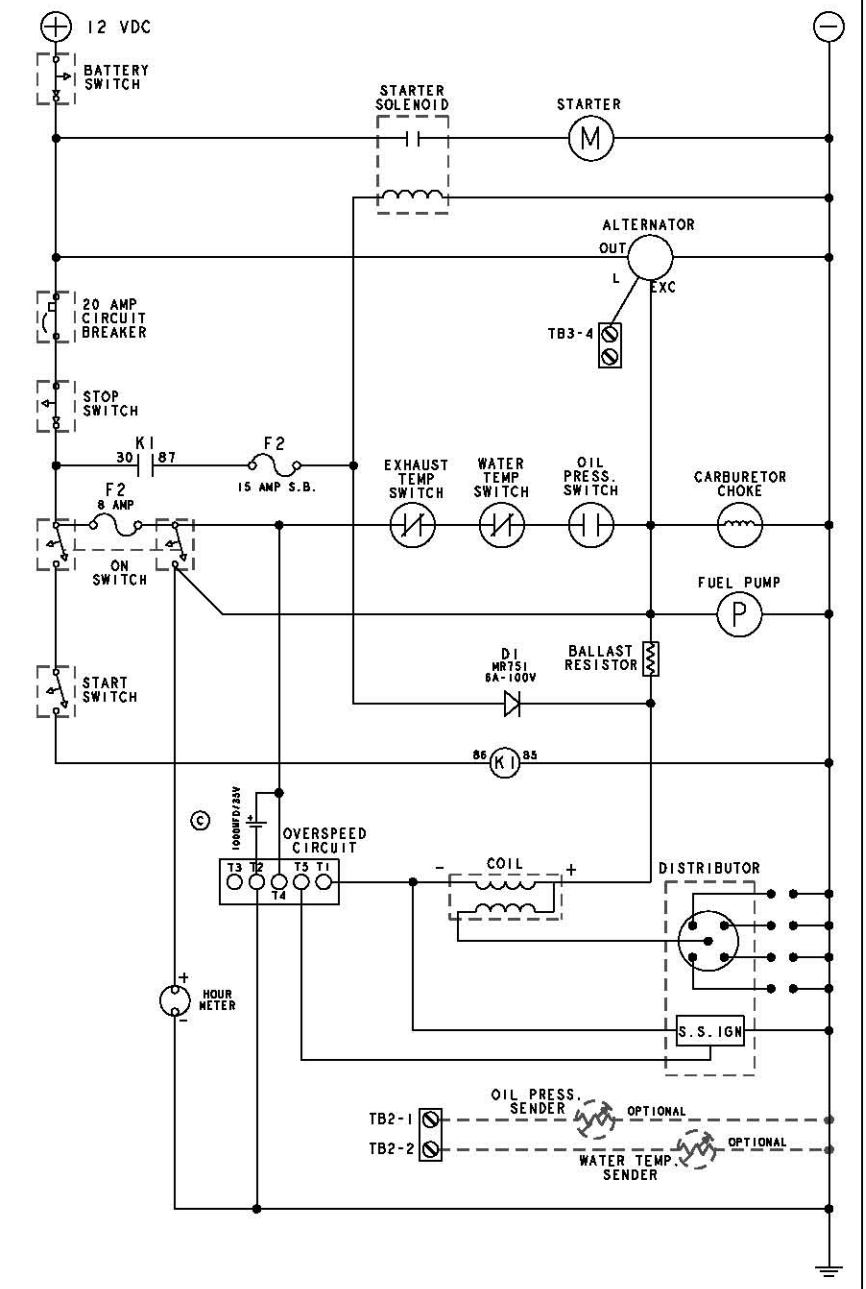 12 VDC
BATTERY
SWITCH
STARTER
SOLENOID
STARTER
M
ALTERNATOR
OUT
L
EXC
TB3-4
20 AMP
CIRCUIT
BREAKER
STOP
SWITCH
K1
30
87
F2
15 AMP S.B.
EXHAUST
TEMP
SWITCH
WATER
TEMP
SWITCH
OIL
PRESS.
SWITCH
CARBURETOR
CHOKE
F2
8 AMP
ON
SWITCH
FUEL PUMP
P
BALLAST
RESISTOR
D1
MR751
6A-100V
START
SWITCH
86
K1
85
C
1000MFD/35V
+
OVERSPEED
CIRCUIT
T3
T2
T4
T5
T1
-
COIL
+
DISTRIBUTOR
+
HOUR
METER
-
S.S. IGN
OIL PRESS.
SENDER
OPTIONAL
TB2-1
TB2-2
WATER TEMP.
SENDER
OPTIONAL